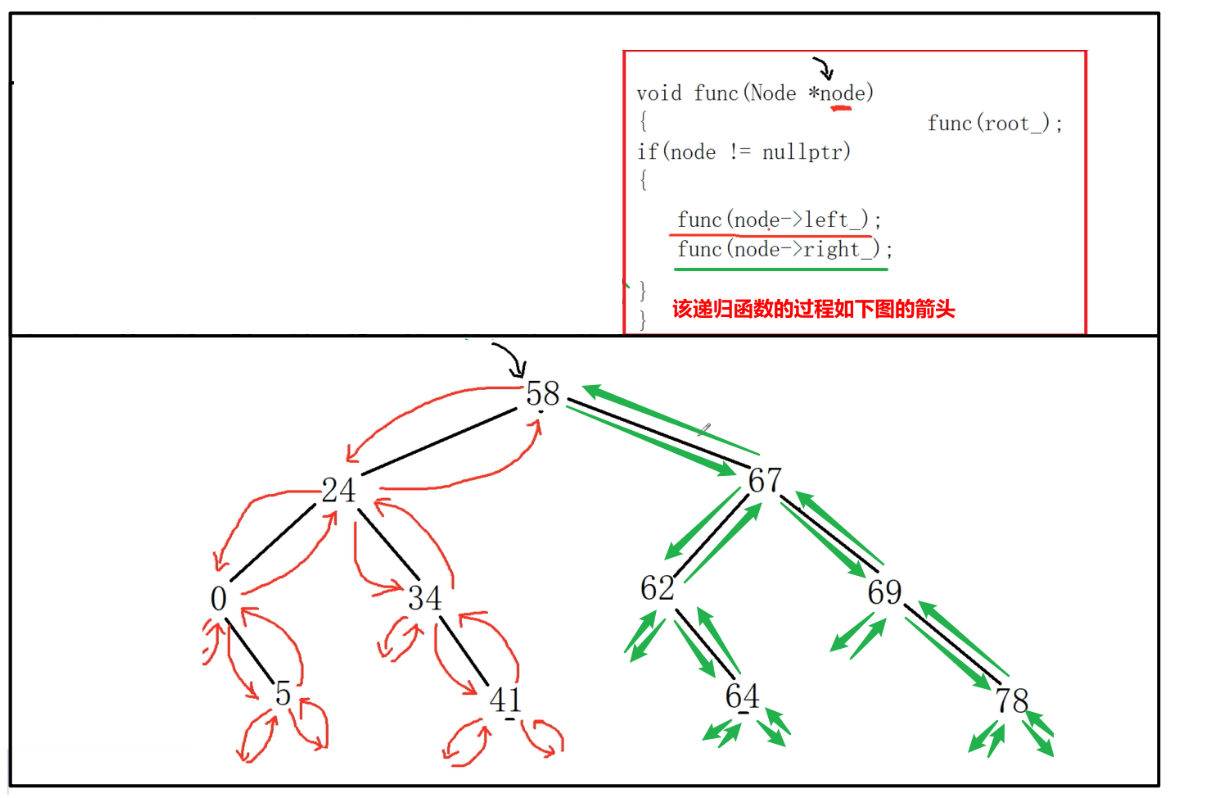 void func(Node *node)
{
func(root_);
if(node != nullptr)
{
func(node->left_);
func(node->right_);
}
该递归函数的过程如下图的箭头
}
58
24
67
0
34
62
69
5
41
64
78